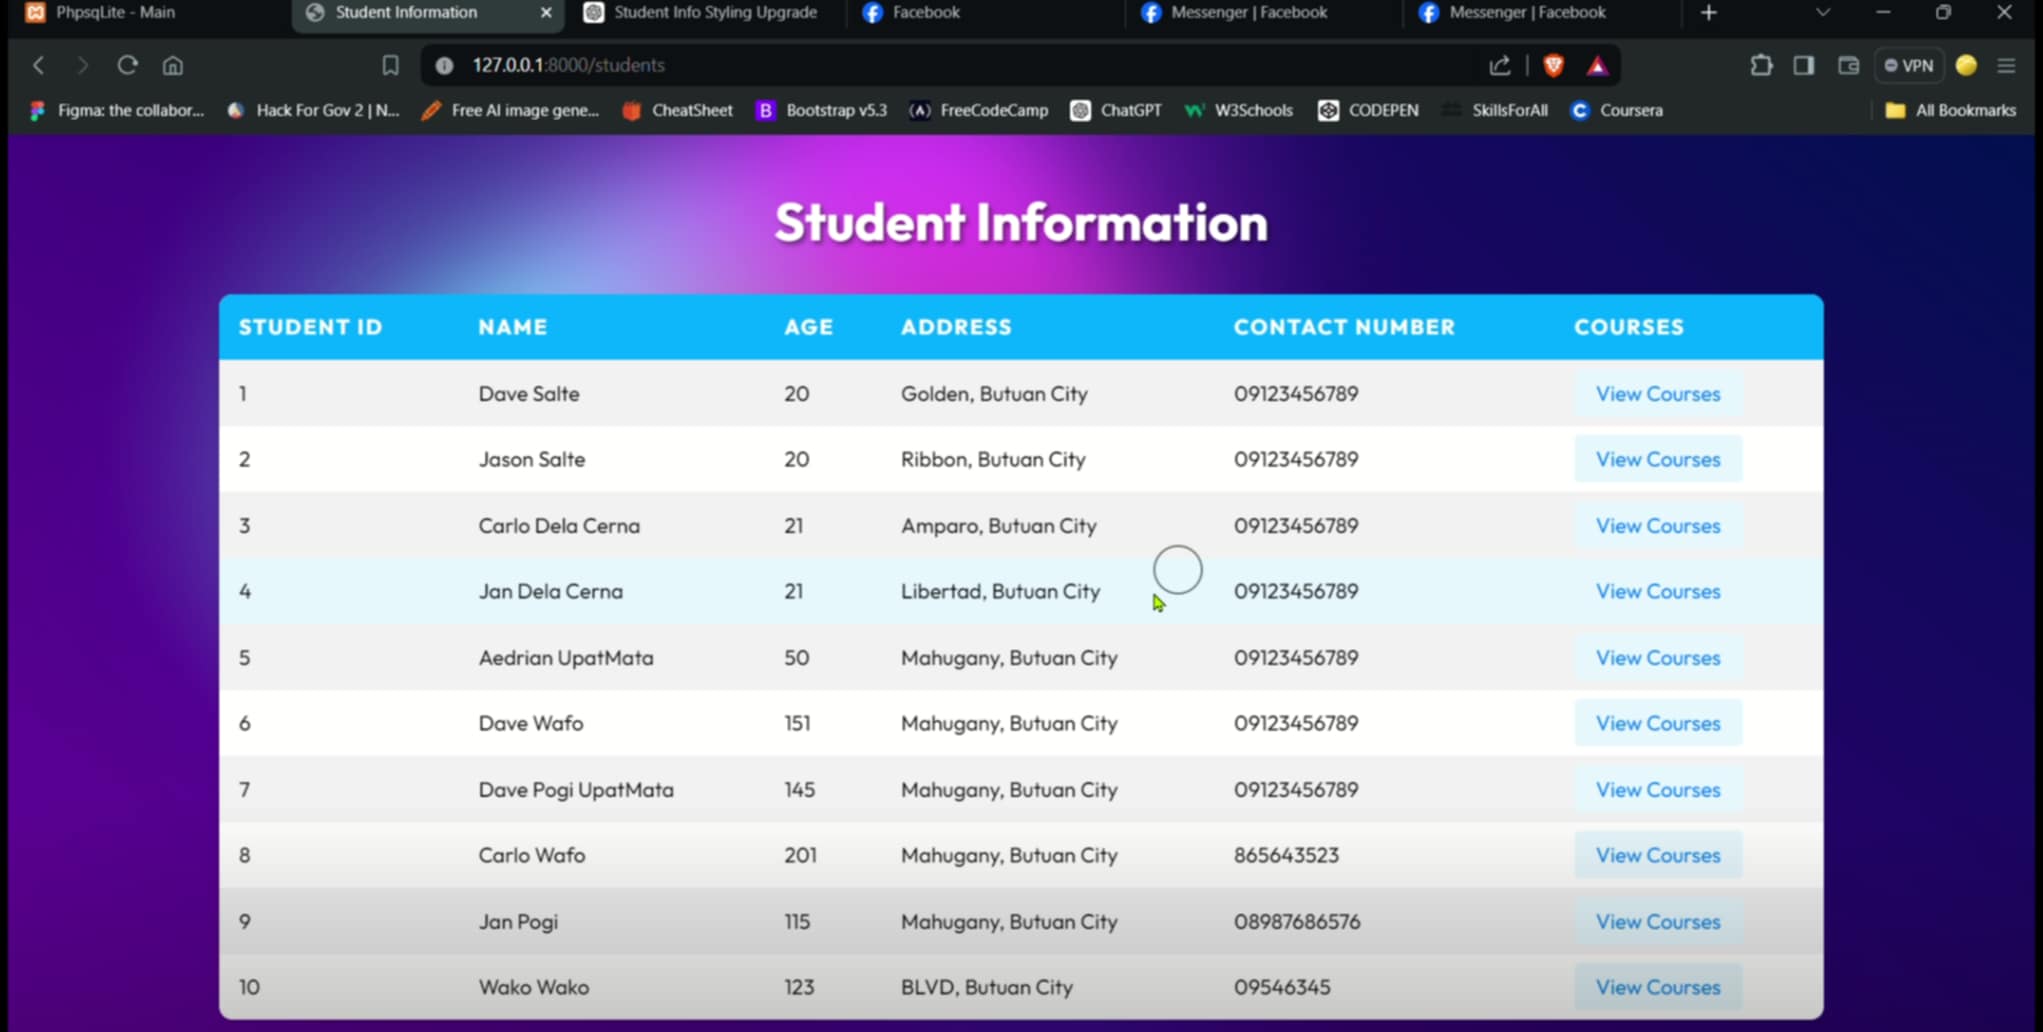 PhpsqLite - Main
Student Information
Student Info Styling Upgrade
Facebook
Messenger | Facebook
Messenger | Facebook
127.0.0.1:8000/students
VPN
Figma: the collabor...
Hack For Gov 2 | N...
Free AI image gene...
CheatSheet
Bootstrap v5.3
FreeCodeCamp
ChatGPT
W3Schools
CODEPEN
SkillsForAll
Coursera
All Bookmarks
Student Information
STUDENT ID NAME AGE ADDRESS CONTACT NUMBER COURSES
1 Dave Salte 20 Golden, Butuan City 09123456789 View Courses
2 Jason Salte 20 Ribbon, Butuan City 09123456789 View Courses
3 Carlo Dela Cerna 21 Amparo, Butuan City 09123456789 View Courses
4 Jan Dela Cerna 21 Libertad, Butuan City 09123456789 View Courses
5 Aedrian UpatMata 50 Mahugany, Butuan City 09123456789 View Courses
6 Dave Wafo 151 Mahugany, Butuan City 09123456789 View Courses
7 Dave Pogi UpatMata 145 Mahugany, Butuan City 09123456789 View Courses
8 Carlo Wafo 201 Mahugany, Butuan City 865643523 View Courses
9 Jan Pogi 115 Mahugany, Butuan City 08987686576 View Courses
10 Wako Wako 123 BLVD, Butuan City 09546345 View Courses